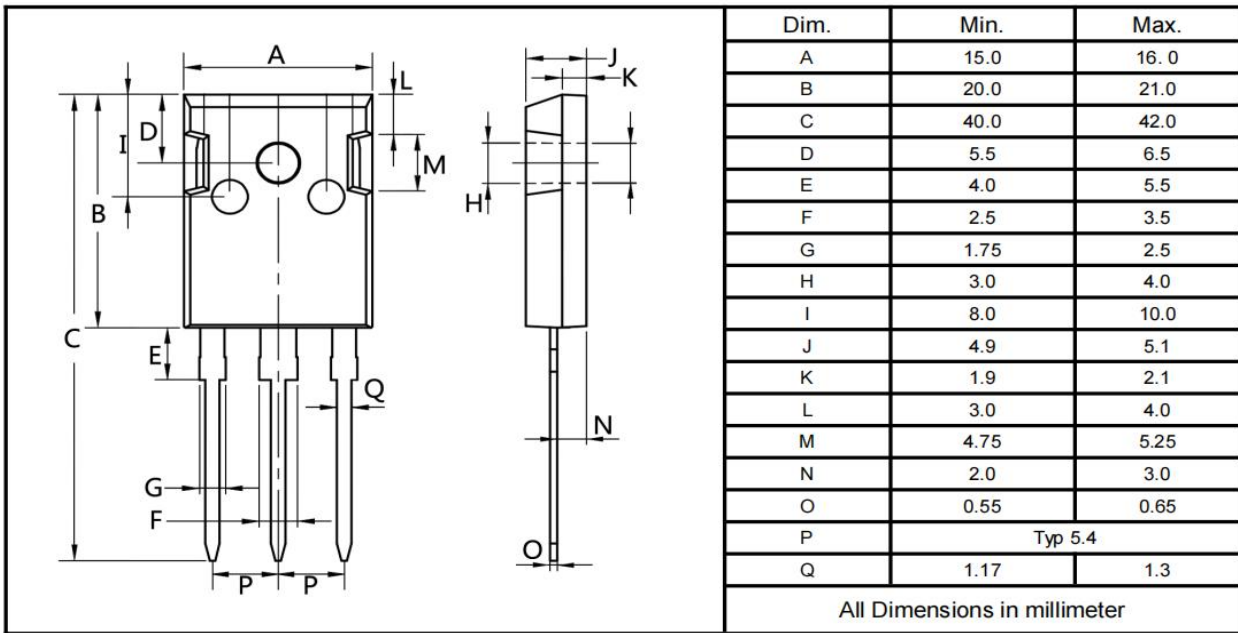 A
L
D
I
M
B
C
E
Q
G
F
P P
J
K
H
N
O
Dim. Min. Max.
A 15.0 16. 0
B 20.0 21.0
C 40.0 42.0
D 5.5 6.5
E 4.0 5.5
F 2.5 3.5
G 1.75 2.5
H 3.0 4.0
I 8.0 10.0
J 4.9 5.1
K 1.9 2.1
L 3.0 4.0
M 4.75 5.25
N 2.0 3.0
O 0.55 0.65
P Typ 5.4
Q 1.17 1.3
All Dimensions in millimeter